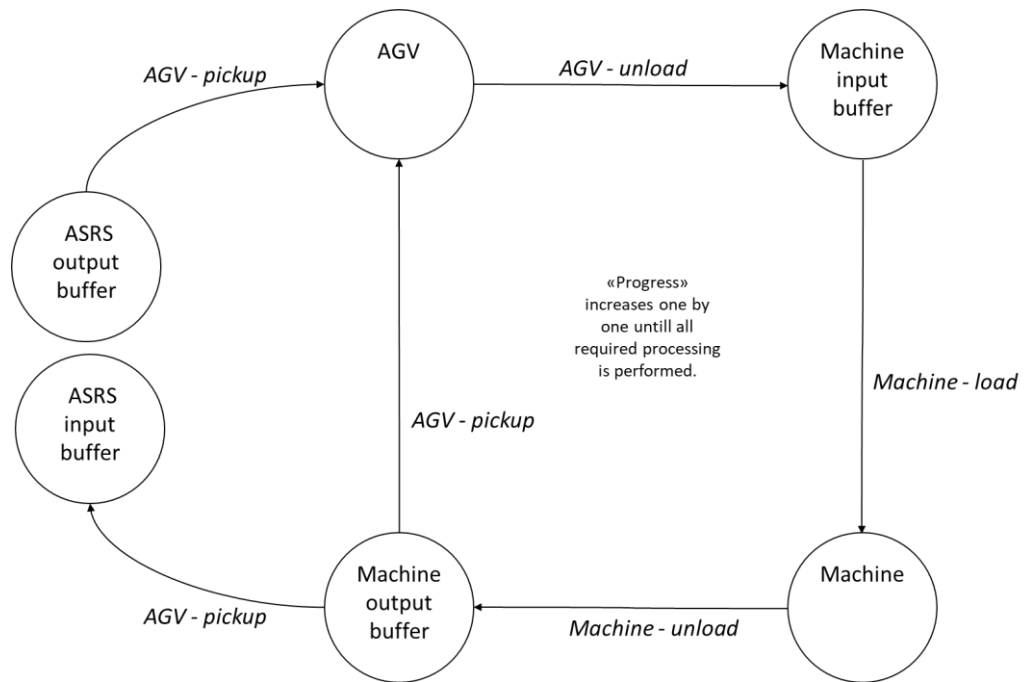 AGV
Machine
input
buffer
AGV - pickup
AGV - unload
ASRS
output
buffer
«Progress»
increases one by
one untill all
required processing
is performed.
ASRS
input
buffer
Machine - load
AGV - pickup
Machine
output
buffer
Machine
AGV - pickup
Machine - unload